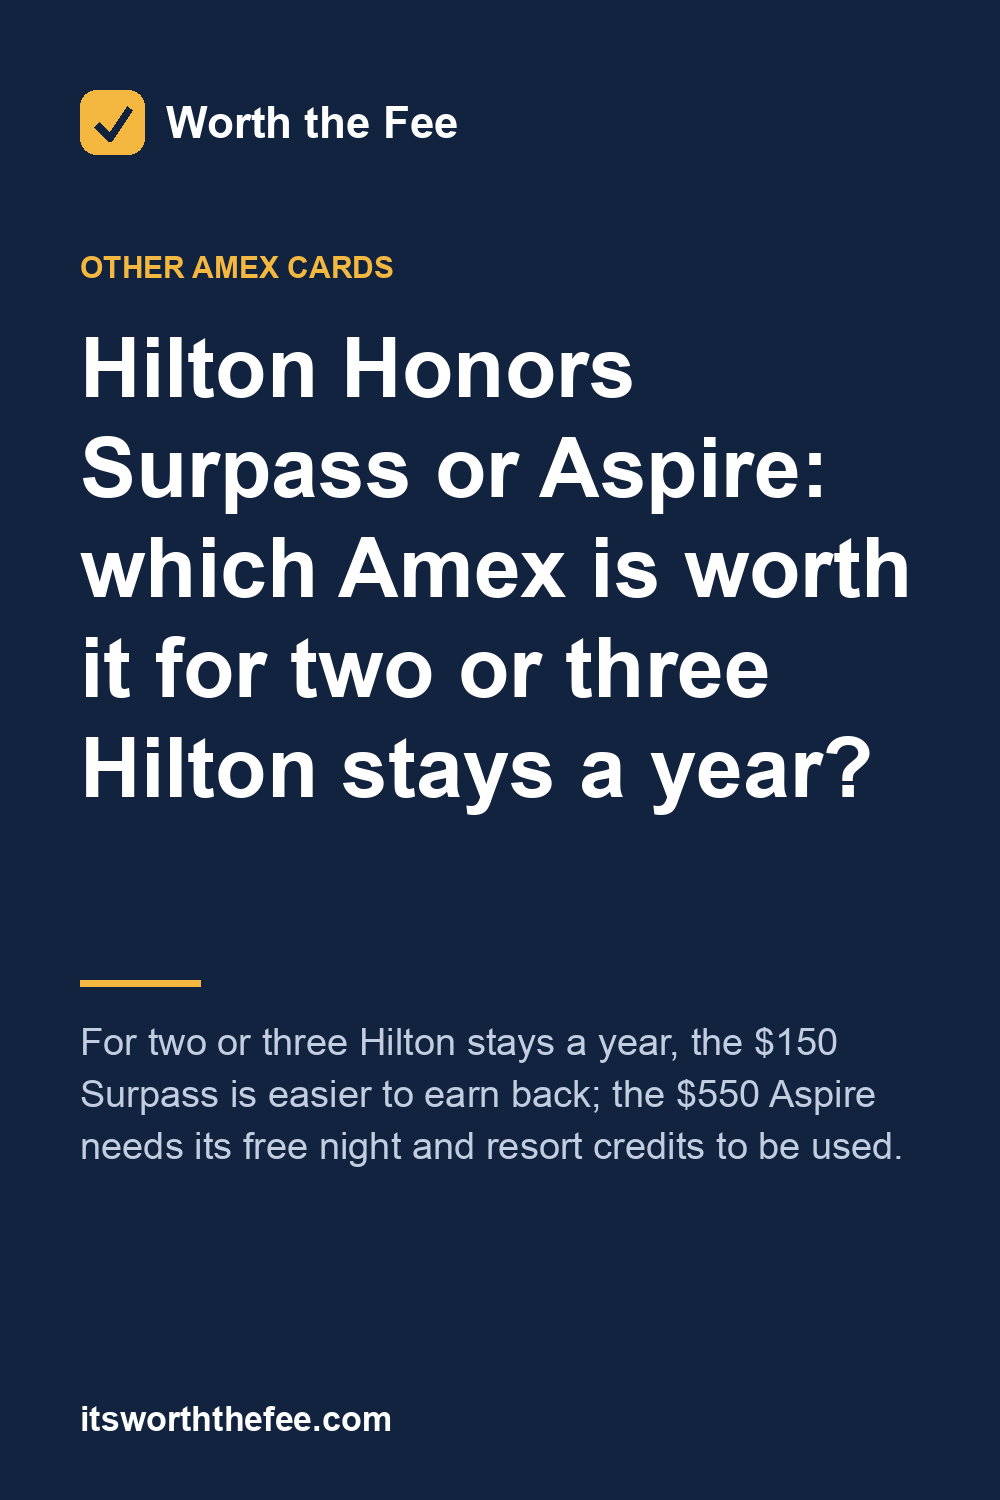 Worth the Fee
OTHER AMEX CARDS
Hilton Honors
Surpass or Aspire:
which Amex is worth
it for two or three
Hilton stays a year?
For two or three Hilton stays a year, the $150
Surpass is easier to earn back; the $550 Aspire
needs its free night and resort credits to be used.
itsworththefee.com